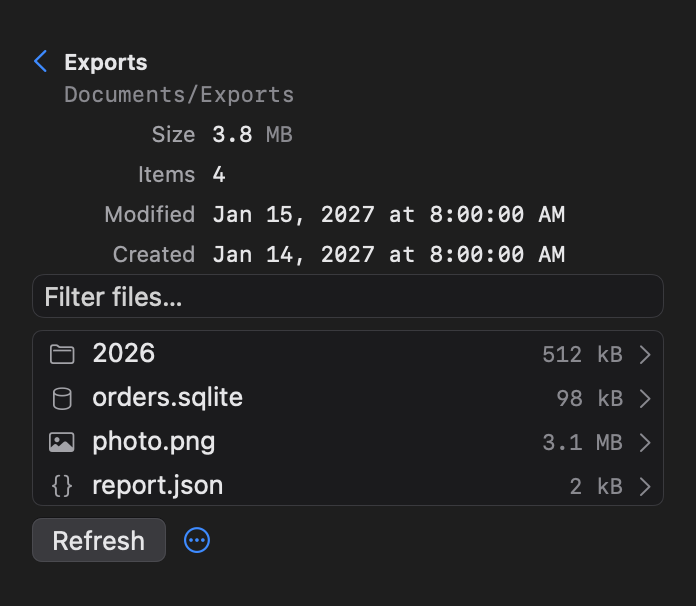 Exports
Documents/Exports
Size 3.8 MB
Items 4
Modified Jan 15, 2027 at 8:00:00 AM
Created Jan 14, 2027 at 8:00:00 AM
Filter files...
2026 512 kB
orders.sqlite 98 kB
photo.png 3.1 MB
report.json 2 kB
Refresh